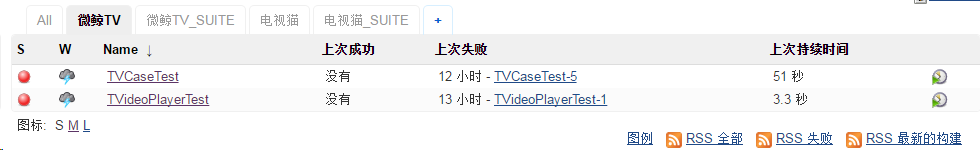 All 微鲸TV 微鲸TV_SUITE 电视猫 电视猫_SUITE +
S W Name ↓ 上次成功 上次失败 上次持续时间
TVCaseTest 没有 12 小时 - TVCaseTest-5 51 秒
TVideoPlayerTest 没有 13 小时 - TVideoPlayerTest-1 3.3 秒
图标: S M L
图例 RSS 全部 RSS 失败 RSS 最新的构建